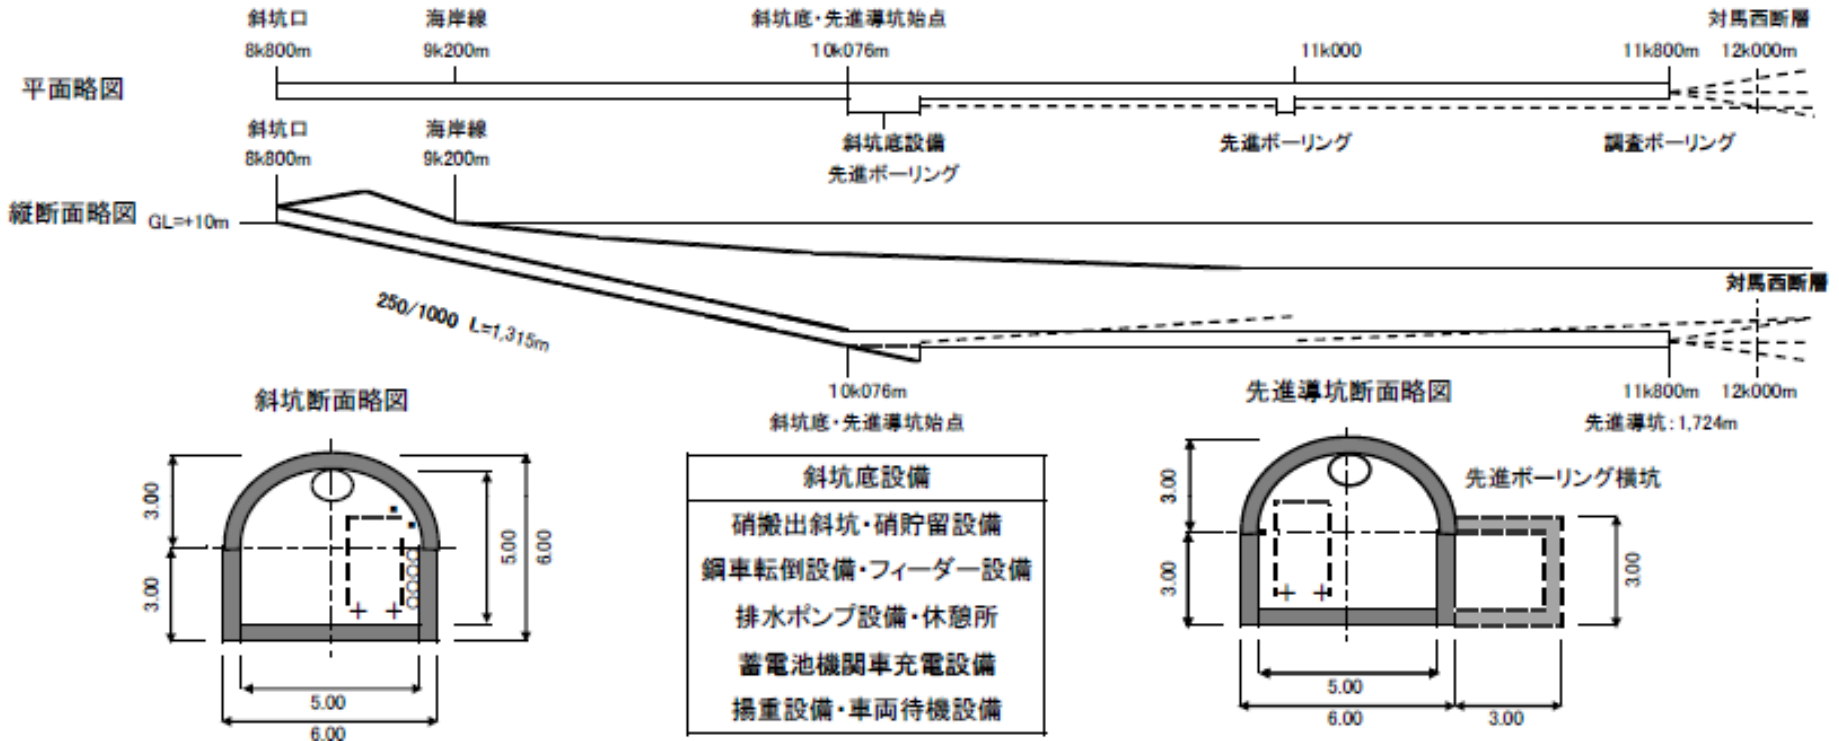 斜坑口
海岸線
斜坑底・先進導坑始点
対馬西断層
8k800m
9k200m
10k076m
11k000
11k800m
12k000m
平面略図
斜坑口
海岸線
斜坑底設備
先進ボーリング
調査ボーリング
8k800m
9k200m
先進ボーリング
縦断面略図
GL=+10m
対馬西断層
250/1000 L=1,315m
10k076m
11k800m
12k000m
斜坑底・先進導坑始点
先進導坑:1,724m
斜坑断面略図
3.00
3.00
5.00
6.00
5.00
6.00
斜坑底設備
硝搬出斜坑・硝貯留設備
鋼車転倒設備・フィーダー設備
排水ポンプ設備・休憩所
蓄電池機関車充電設備
揚重設備・車両待機設備
先進導坑断面略図
先進ボーリング横坑
3.00
3.00
3.00
5.00
6.00
3.00